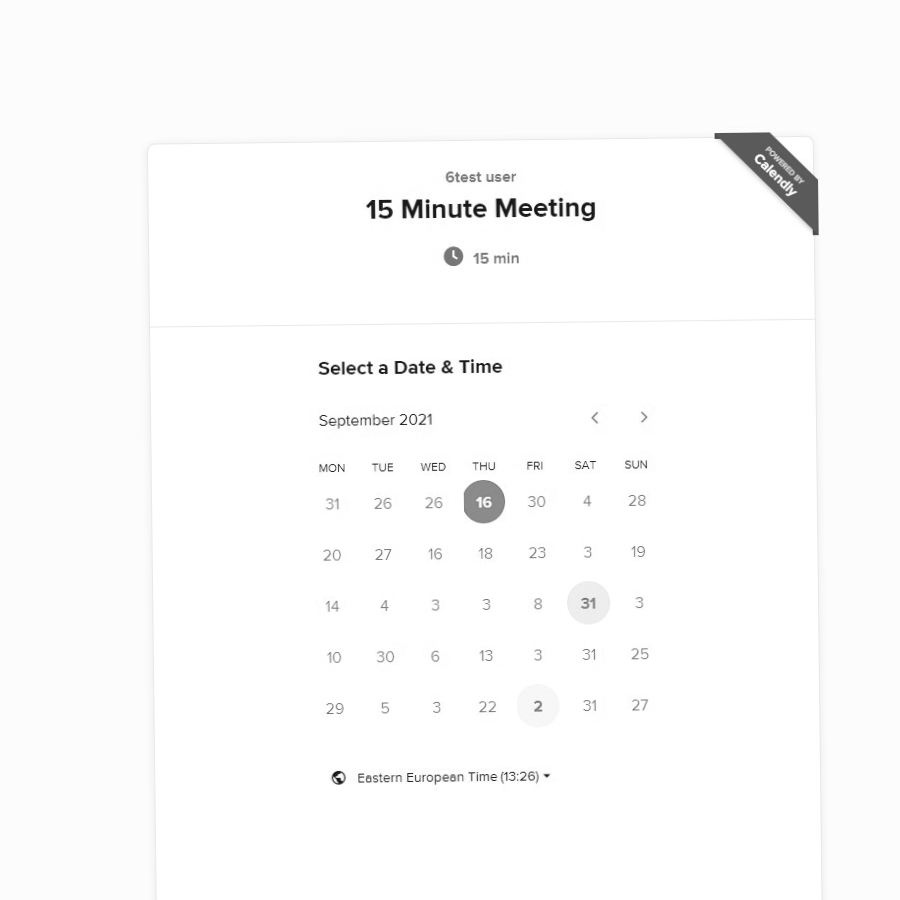 POWERED BY
Calendly
6test user
15 Minute Meeting
15 min
Select a Date & Time
September 2021
MON TUE WED THU FRI SAT SUN
31 26 26 16 30 4 28
20 27 16 18 23 3 19
14 4 3 3 8 31 3
10 30 6 13 3 31 25
29 5 3 22 2 31 27
Eastern European Time (13:26)